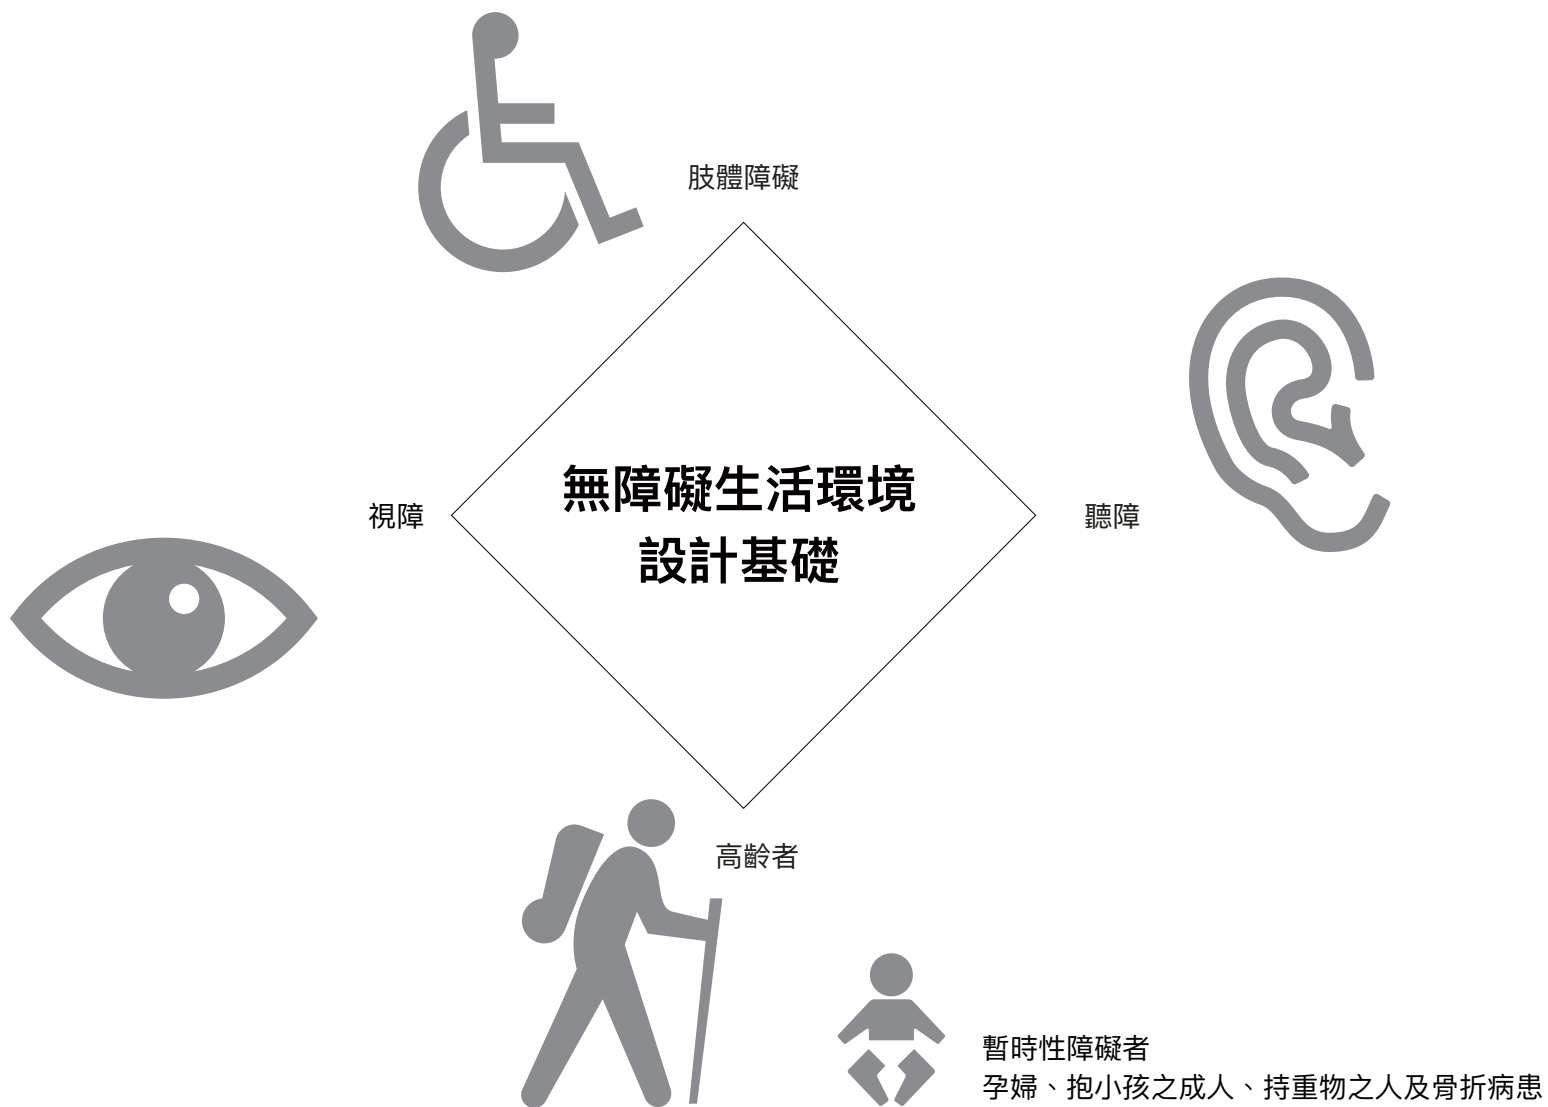 肢體障礙
無障礙生活環境
設計基礎
視障
聽障
高齡者
暫時性障礙者
孕婦、抱小孩之成人、持重物之人及骨折病患